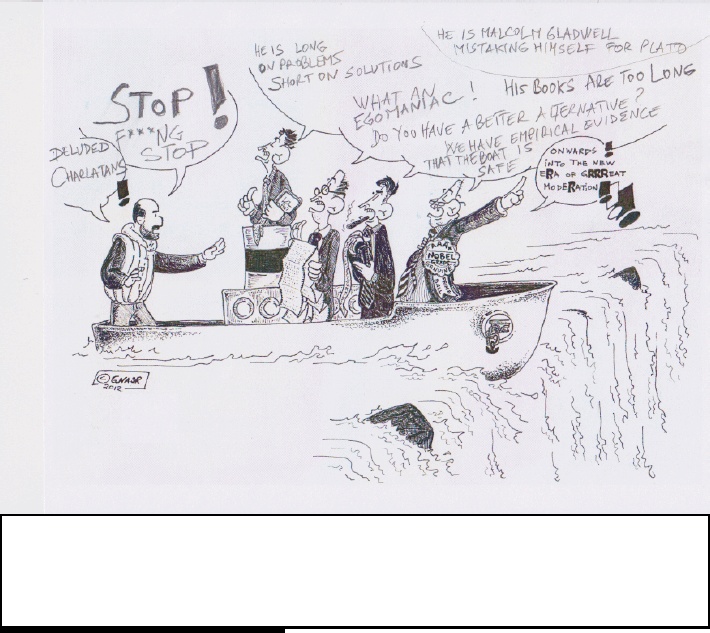 HE IS MALCOLM GLADWELL
MISTAKING HIMSELF FOR PLATO
HE IS LONG
ON PROBLEMS
SHORT ON SOLUTIONS
HIS BOOKS ARE TOO LONG
WHAT AN
EGOMANIAC!
DO YOU HAVE A BETTER ALTERNATIVE?
WE HAVE EMPIRICAL EVIDENCE
THAT THE BOAT IS
SAFE
STOP!
F***NG
STOP
DELUDED
CHARLATANS!
ONWARDS!
INTO THE NEW
ERA OF GRRREAT
MODERATION!!!
NOBEL
GENUINE
© GNASR
2012